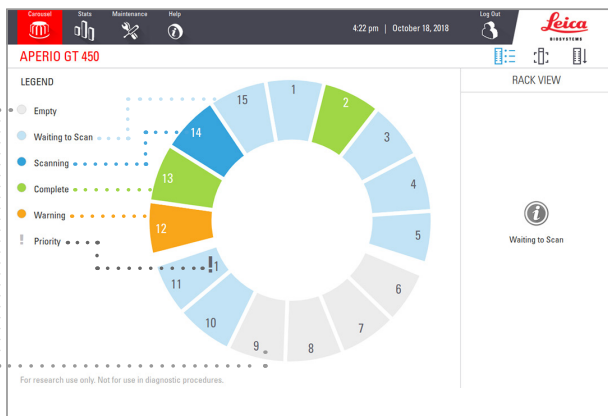 Carousel
Stats
Maintenance
Help
4:22 pm | October 18, 2018
Log Out
Leica
BIOSYSTEMS
APERIO GT 450
LEGEND
RACK VIEW
Empty
Waiting to Scan
Scanning
Complete
Warning
! Priority
1
2
3
4
5
6
7
8
9
10
11
12
13
14
15
! 1
Waiting to Scan
For research use only. Not for use in diagnostic procedures.